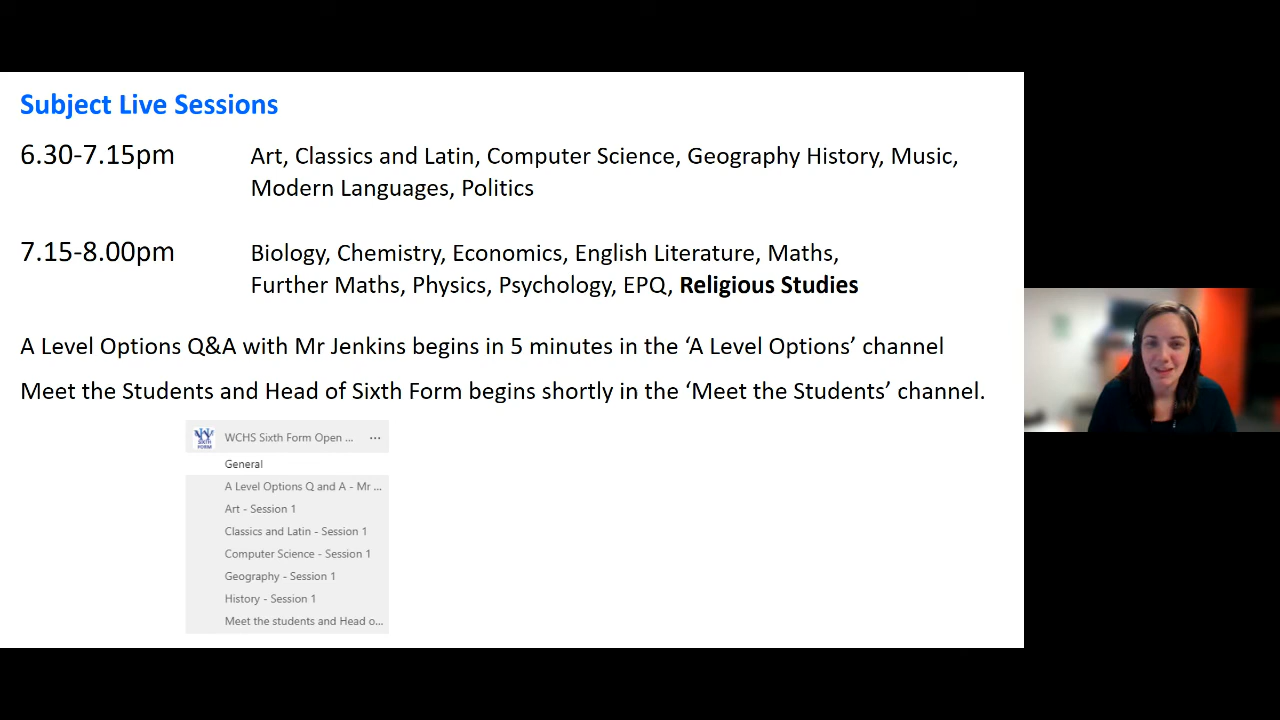 Subject Live Sessions
6.30-7.15pm Art, Classics and Latin, Computer Science, Geography History, Music,
Modern Languages, Politics
7.15-8.00pm Biology, Chemistry, Economics, English Literature, Maths,
Further Maths, Physics, Psychology, EPQ, Religious Studies
A Level Options Q&A with Mr Jenkins begins in 5 minutes in the ‘A Level Options’ channel
Meet the Students and Head of Sixth Form begins shortly in the ‘Meet the Students’ channel.
SIXTH
FORM
WCHS Sixth Form Open ... ...
General
A Level Options Q and A - Mr ...
Art - Session 1
Classics and Latin - Session 1
Computer Science - Session 1
Geography - Session 1
History - Session 1
Meet the students and Head o...